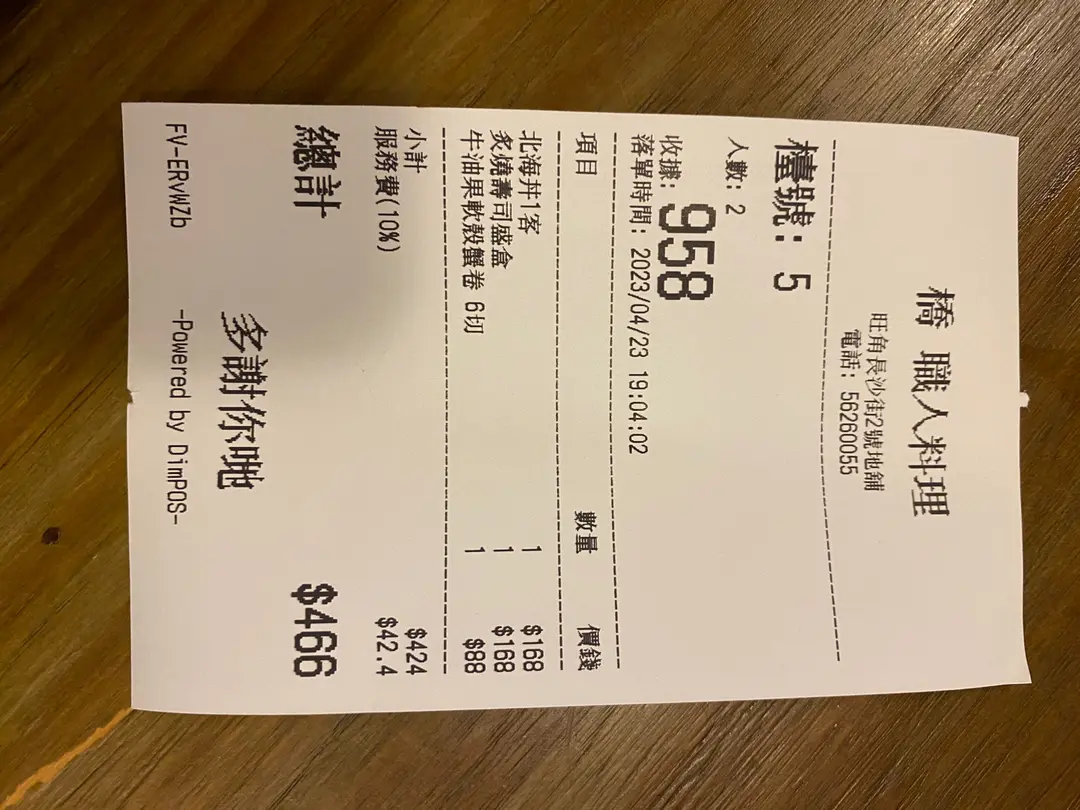 橋 職人料理
旺角長沙街2號地舖
電話: 56260055
檯號: 5
人數: 2
收據: 958
落單時間: 2023/04/23 19:04:02
項目 數量 價錢
北海丼1客 1 $168
炙燒壽司盛盒 1 $168
牛油果軟殼蟹卷 6切 1 $88
小計 $424
服務費(10%) $42.4
總計 $466
多謝你哋
FV-ERvWZb -Powered by DimPOS-